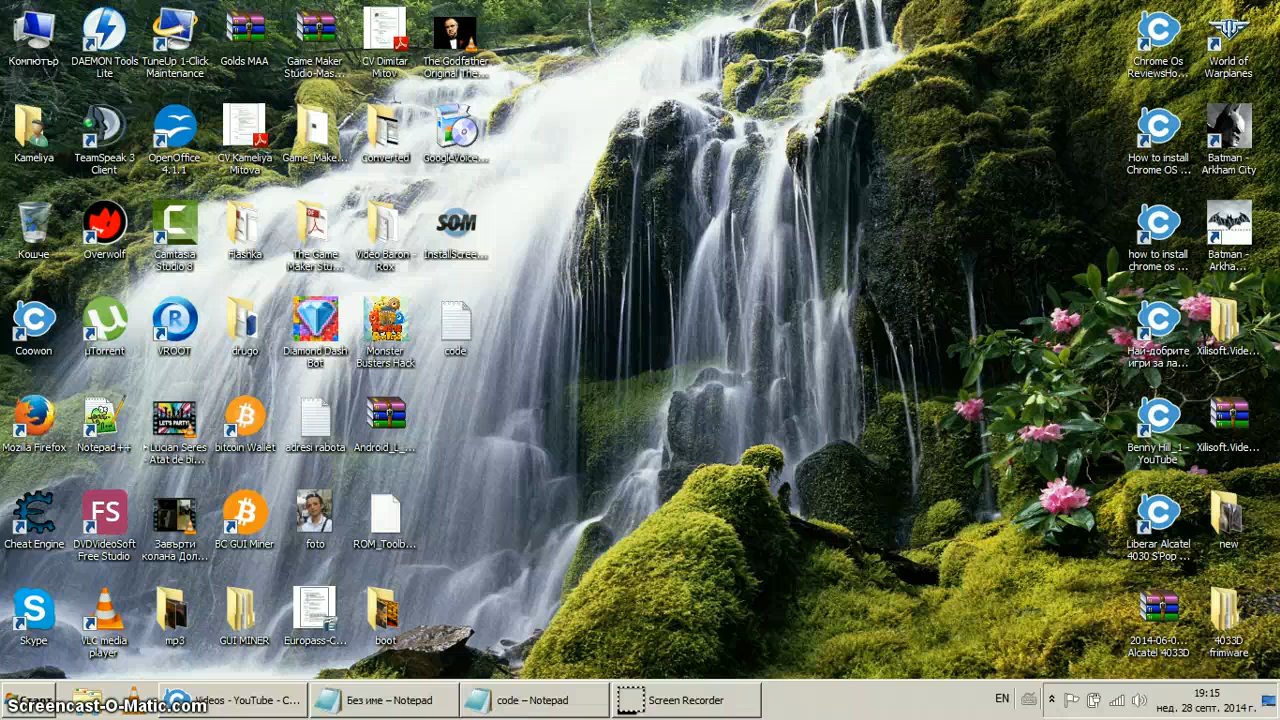 Компютър
DAEMON Tools
Lite
TuneUp 1-Click
Maintenance
Golds MAA
Game Maker
Studio-Mas...
CV Dimitar
Mitov
The Godfather
Original The...
Chrome Os
ReviewsHo...
World of
Warplanes
Kameliya
TeamSpeak 3
Client
OpenOffice
4.1.1
CV Kameliya
Mitova
Game_Make...
Converted
GoogleVoice...
How to install
Chrome OS ...
Batman -
Arkham City
Кошче
Overwolf
Camtasia
Studio 8
Flashka
The Game
Maker Stu...
Video Baron -
Rox
SOM
InstallScree...
how to install
chrome os ...
Batman -
Arkha...
Coowon
µTorrent
VROOT
drugo
Diamond Dash
Bot
Monster
Busters Hack
code
Най-добрите
игри за ла...
Xilisoft.Vide...
Mozilla Firefox
Notepad++
LET'S PARTY!
Lucian Seres
- Atat de bi...
bitcoin Wallet
adresi rabota
Android_L_...
Benny Hill_1 -
YouTube
Xilisoft.Vide...
Cheat Engine
FS
DVDVideoSoft
Free Studio
Завърти
колана Дол...
BC GUI Miner
foto
ROM_Toolb...
Liberar Alcatel
4030 S'Pop ...
new
Skype
VLC media
player
mp3
GUI MINER
Europass-C...
boot
2014-06-0...
Alcatel 4033D
4033D
frimware
Videos - YouTube - C...
Без име – Notepad
code – Notepad
Screen Recorder
EN
19:15
нед. 28 септ. 2014 г.
Screencast-O-Matic.com